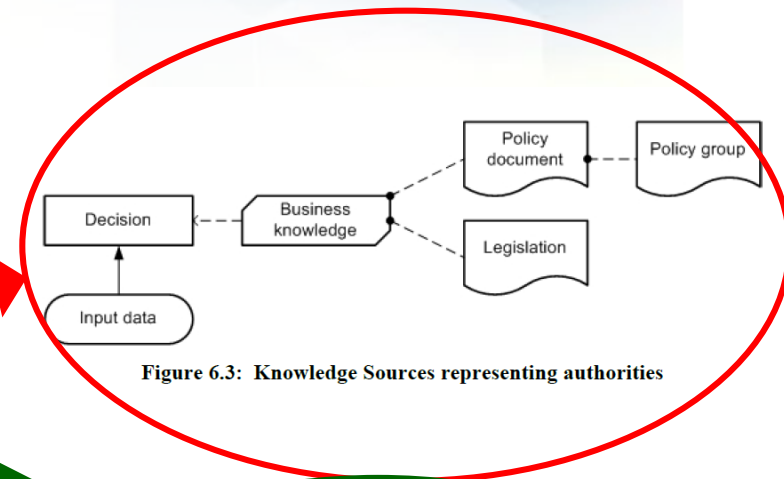 Policy
document
Policy group
Decision
Business
knowledge
Legislation
Input data
Figure 6.3: Knowledge Sources representing authorities